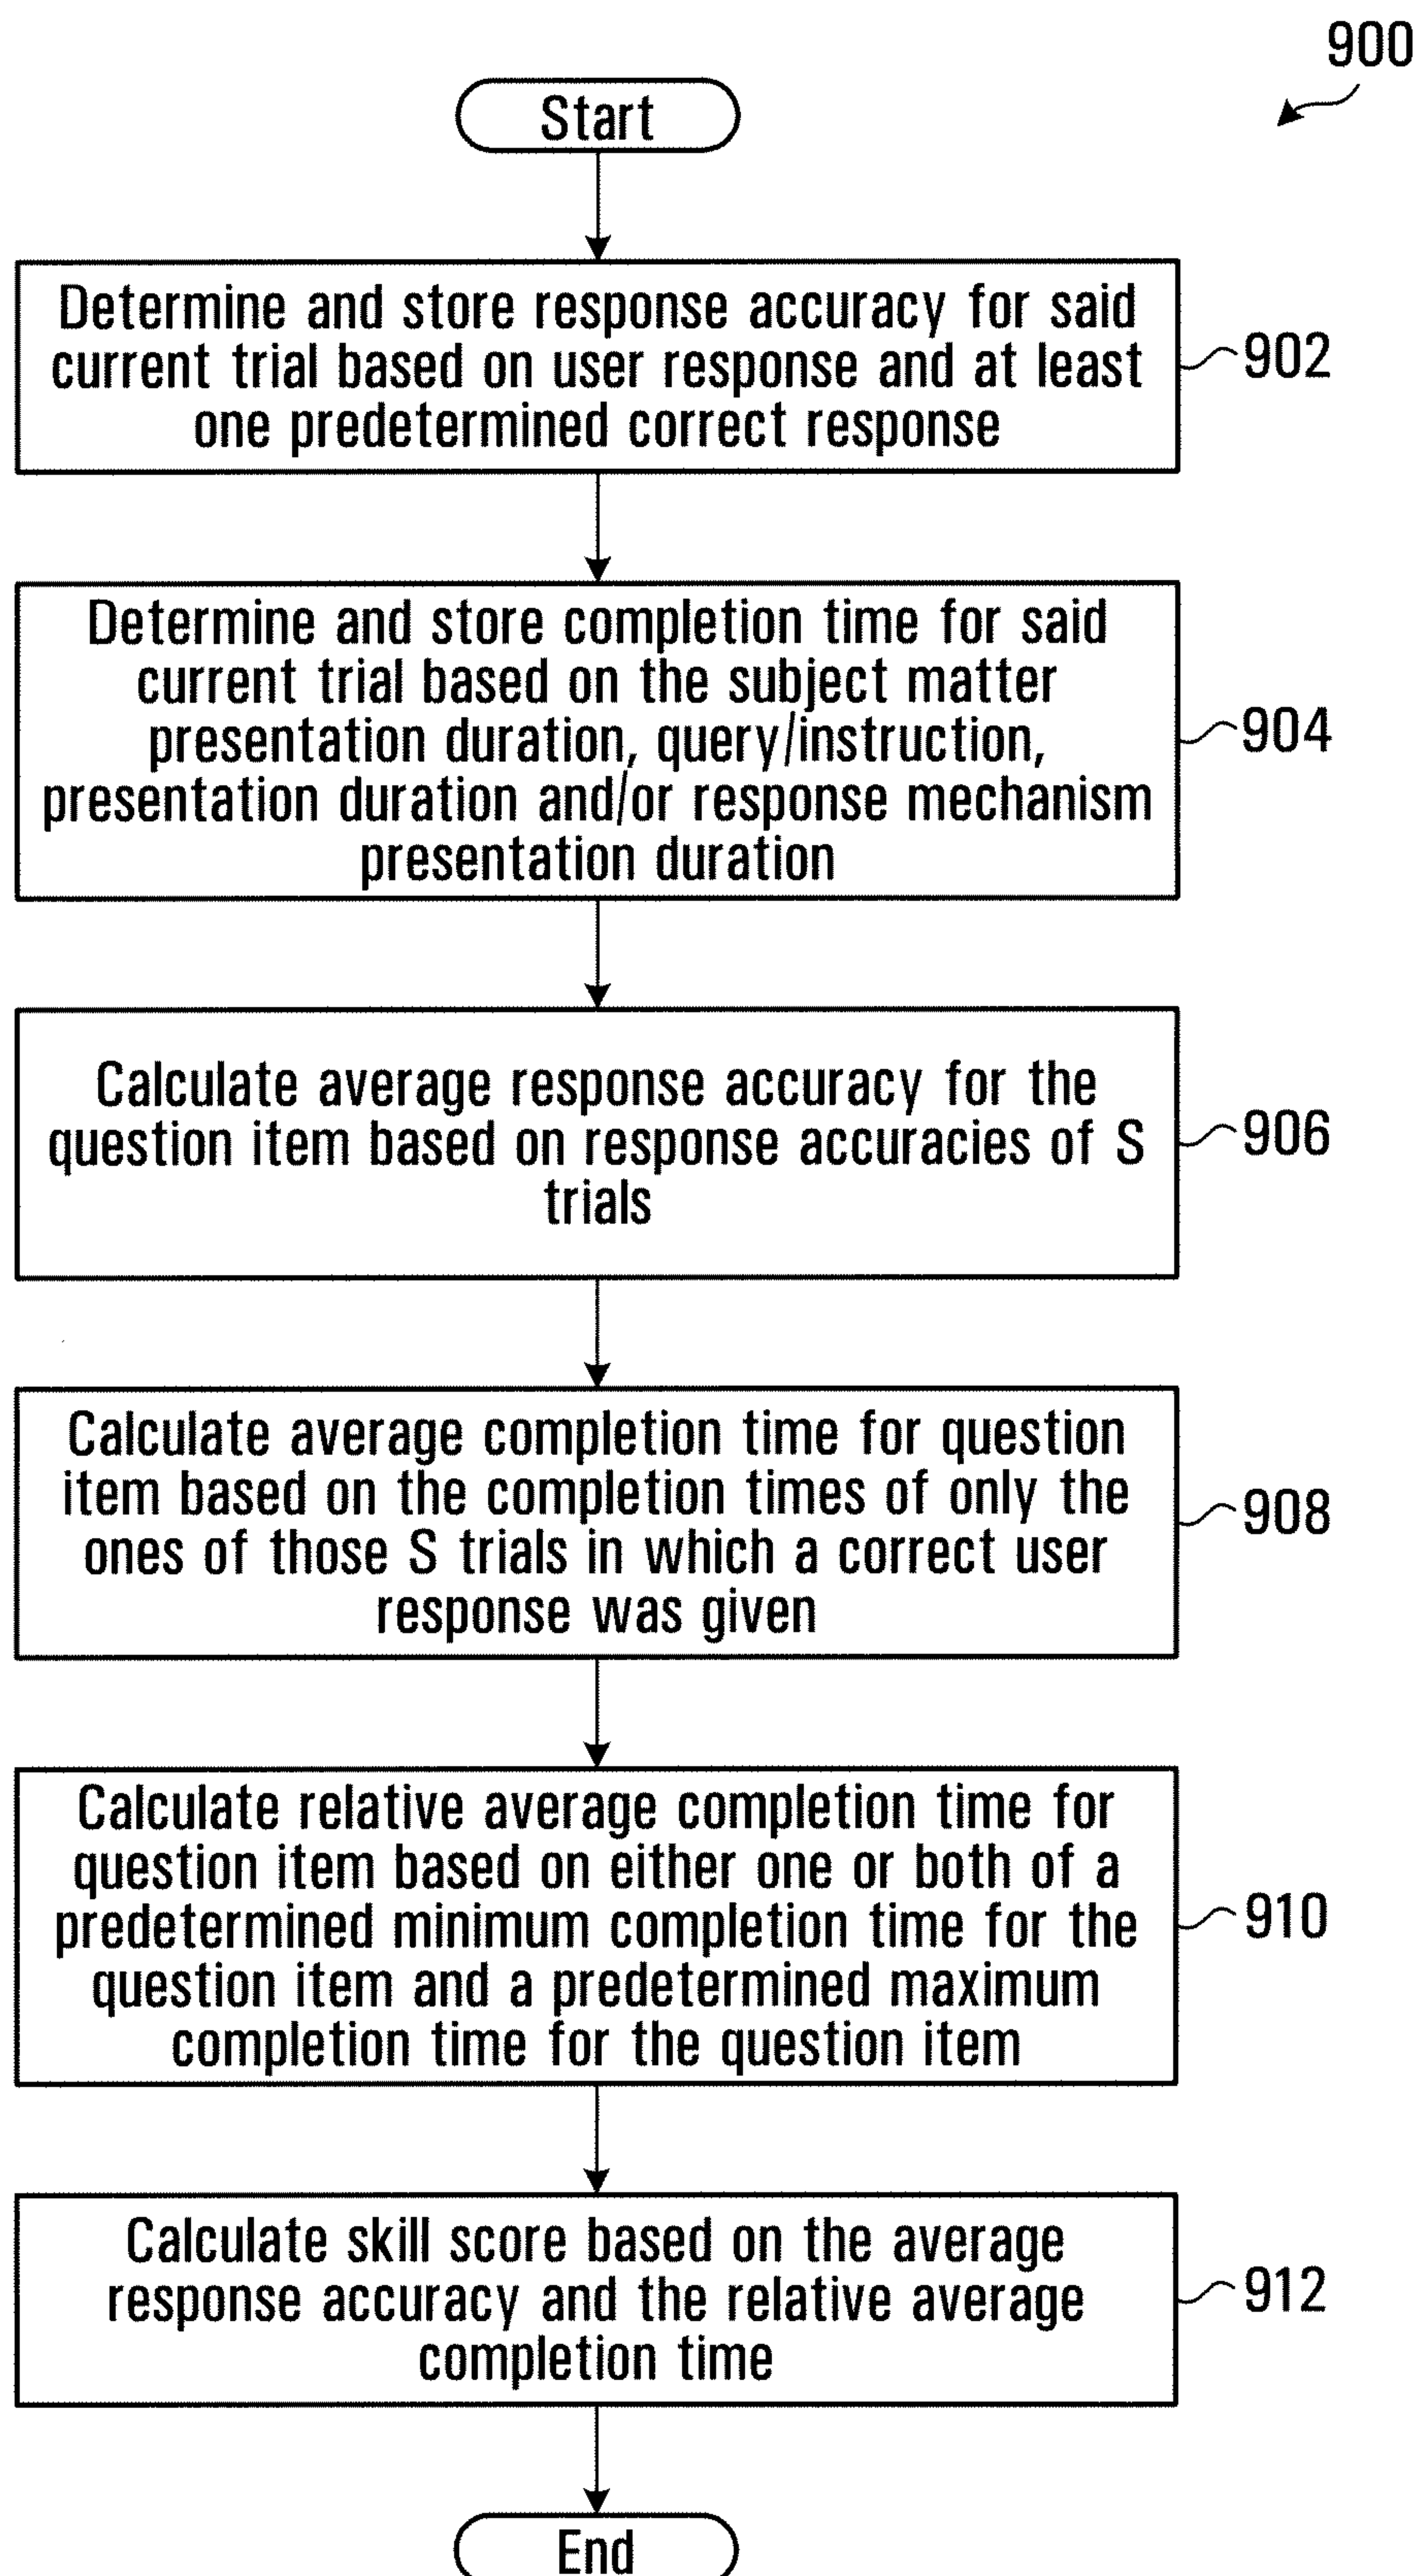 900
Start
Determine and store response accuracy for said
current trial based on user response and at least
one predetermined correct response
902
Determine and store completion time for said
current trial based on the subject matter
presentation duration, query/instruction,
presentation duration and/or response mechanism
presentation duration
904
Calculate average response accuracy for the
question item based on response accuracies of S
trials
906
Calculate average completion time for question
item based on the completion times of only the
ones of those S trials in which a correct user
response was given
908
Calculate relative average completion time for
question item based on either one or both of a
predetermined minimum completion time for the
question item and a predetermined maximum
completion time for the question item
910
Calculate skill score based on the average
response accuracy and the relative average
completion time
912
End